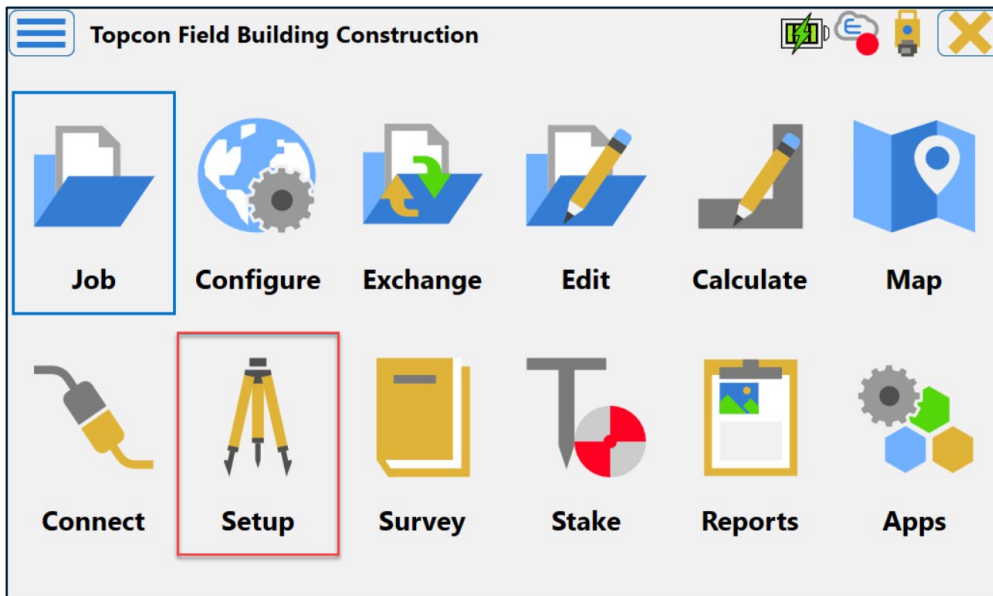 Topcon Field Building Construction
Job Configure Exchange Edit Calculate Map
Connect Setup Survey Stake Reports Apps